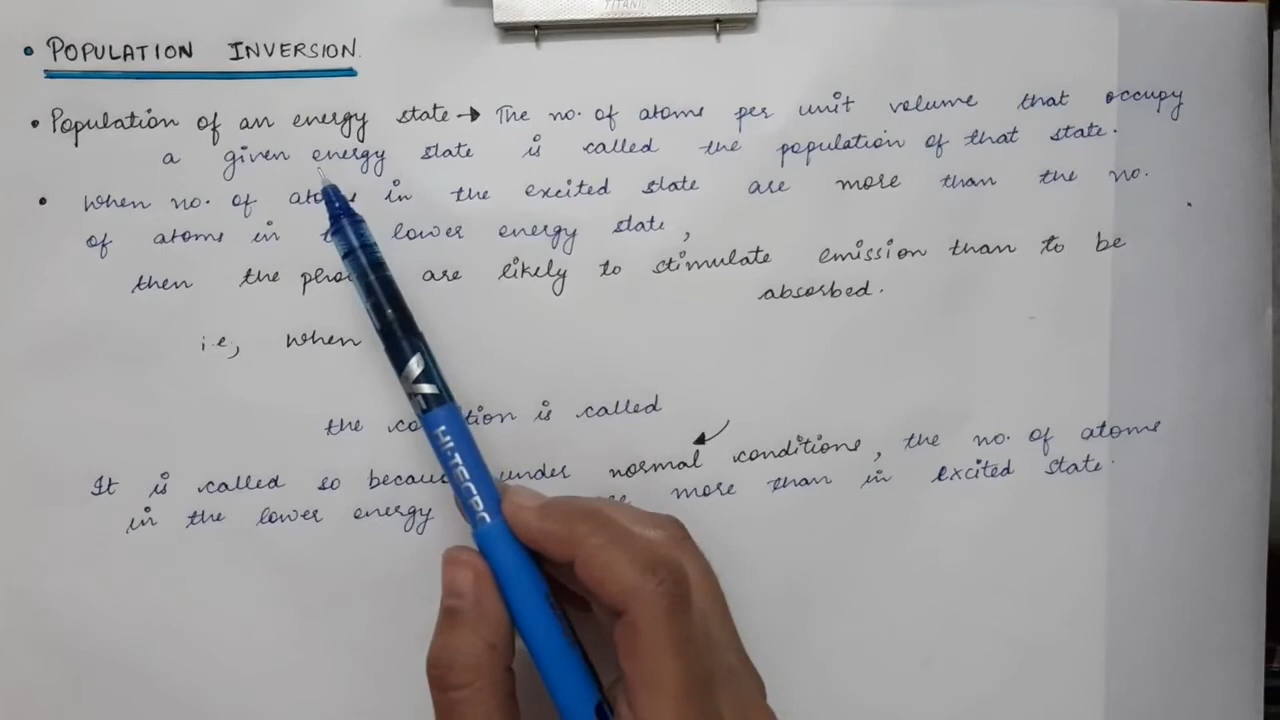 TITANIC
• POPULATION INVERSION.
• Population of an energy state → The no. of atoms per unit volume that occupy
a given energy state is called the population of that state.
• When no. of atoms in the excited state are more than the no.
of atoms in lower energy state,
then the are likely to stimulate emission than to be
absorbed.
i.e, when
the is called
It is called so under normal conditions, the no. of atoms
in the lower energy more than in excited state.
HI-TECPO